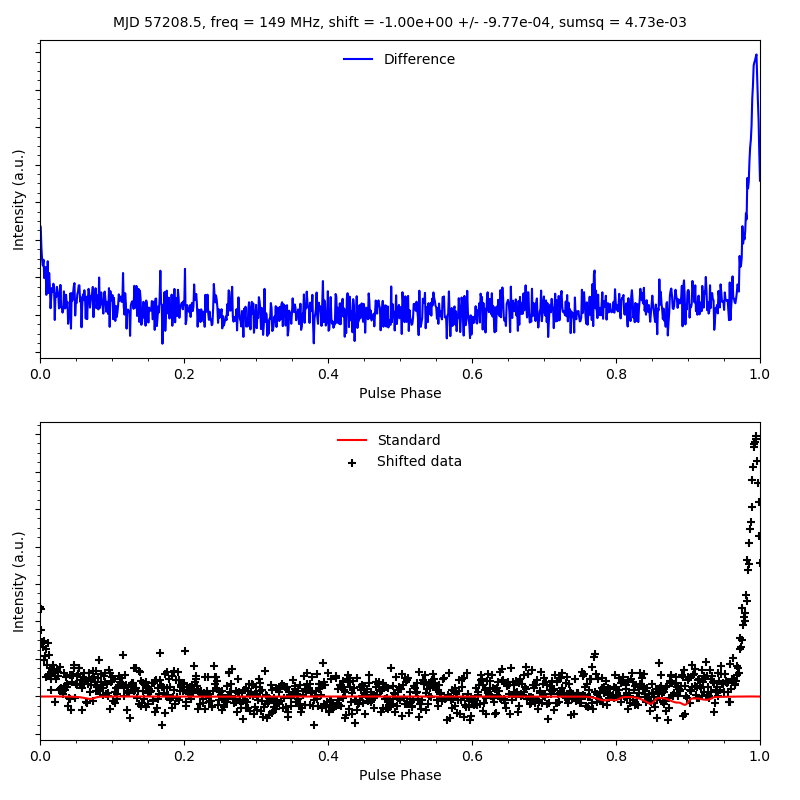 MJD 57208.5, freq = 149 MHz, shift = -1.00e+00 +/- -9.77e-04, sumsq = 4.73e-03
Difference
Intensity (a.u.)
0.0 0.2 0.4 0.6 0.8 1.0
Pulse Phase
Standard
Shifted data
Intensity (a.u.)
0.0 0.2 0.4 0.6 0.8 1.0
Pulse Phase